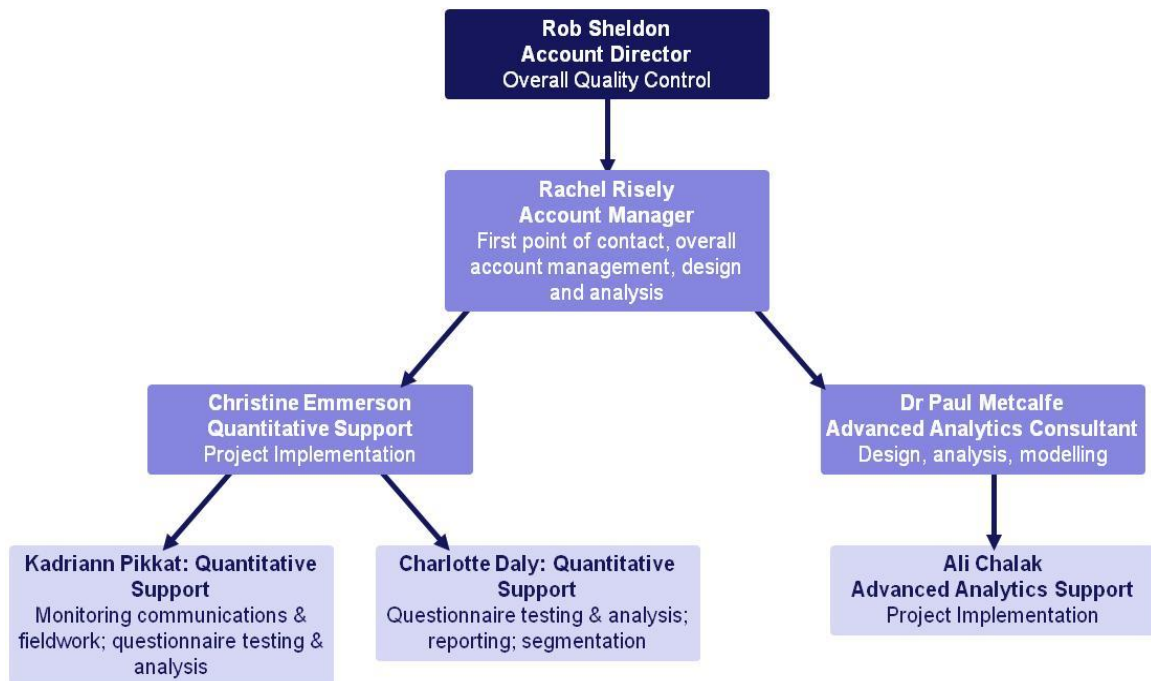 Rob Sheldon
Account Director
Overall Quality Control
Rachel Risely
Account Manager
First point of contact, overall
account management, design
and analysis
Christine Emmerson
Quantitative Support
Project Implementation
Dr Paul Metcalfe
Advanced Analytics Consultant
Design, analysis, modelling
Kadriann Pikkat: Quantitative
Support
Monitoring communications &
fieldwork; questionnaire testing &
analysis
Charlotte Daly: Quantitative
Support
Questionnaire testing & analysis;
reporting; segmentation
Ali Chalak
Advanced Analytics Support
Project Implementation